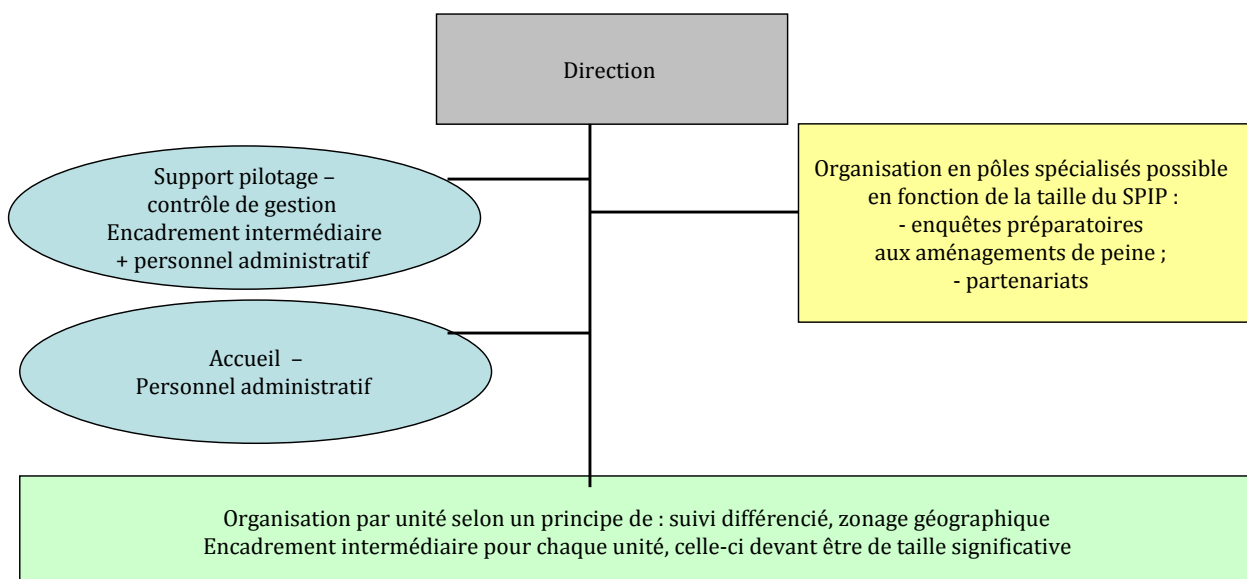 Direction
Support pilotage –
contrôle de gestion
Encadrement intermédiaire
+ personnel administratif
Organisation en pôles spécialisés possible
en fonction de la taille du SPIP :
- enquêtes préparatoires
aux aménagements de peine ;
- partenariats
Accueil –
Personnel administratif
Organisation par unité selon un principe de : suivi différencié, zonage géographique
Encadrement intermédiaire pour chaque unité, celle-ci devant être de taille significative